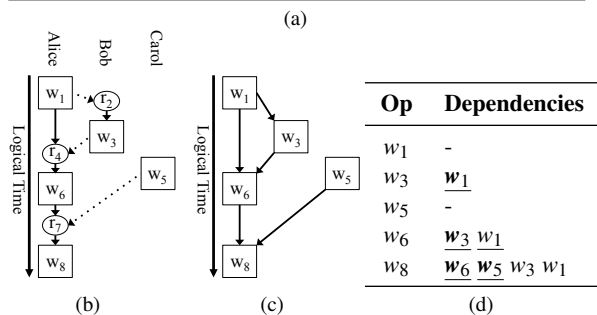 (a)
Alice Bob Carol
Logical Time
w1
r2
w3
r4
w5
w6
r7
w8
(b)
Logical Time
w1
w3
w5
w6
w8
(c)
Op Dependencies
w1 -
w3 w1
w5 -
w6 w3 w1
w8 w6 w5 w3 w1
(d)